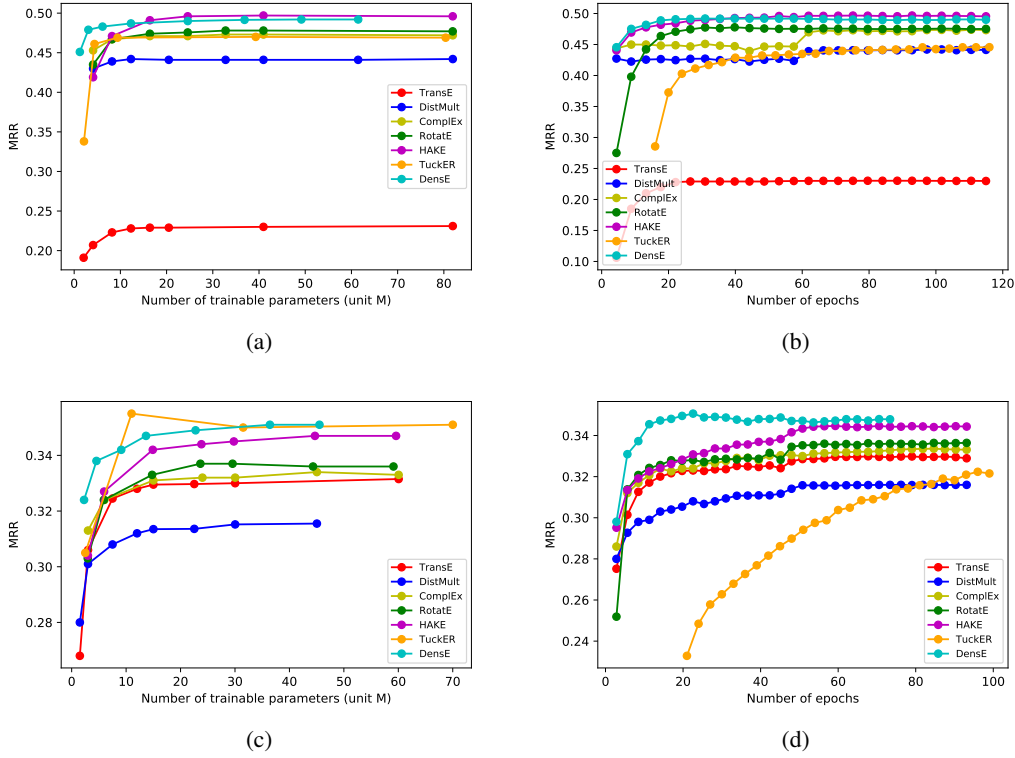 0.50
0.45
0.40
0.35
0.30
0.25
0.20
MRR
0 10 20 30 40 50 60 70 80
Number of trainable parameters (unit M)
TransE
DistMult
ComplEx
RotatE
HAKE
TuckER
DensE
(a)
0.50
0.45
0.40
0.35
0.30
0.25
0.20
0.15
0.10
MRR
0 20 40 60 80 100 120
Number of epochs
TransE
DistMult
ComplEx
RotatE
HAKE
TuckER
DensE
(b)
0.34
0.32
0.30
0.28
MRR
0 10 20 30 40 50 60 70
Number of trainable parameters (unit M)
TransE
DistMult
ComplEx
RotatE
HAKE
TuckER
DensE
(c)
0.34
0.32
0.30
0.28
0.26
0.24
MRR
0 20 40 60 80 100
Number of epochs
TransE
DistMult
ComplEx
RotatE
HAKE
TuckER
DensE
(d)